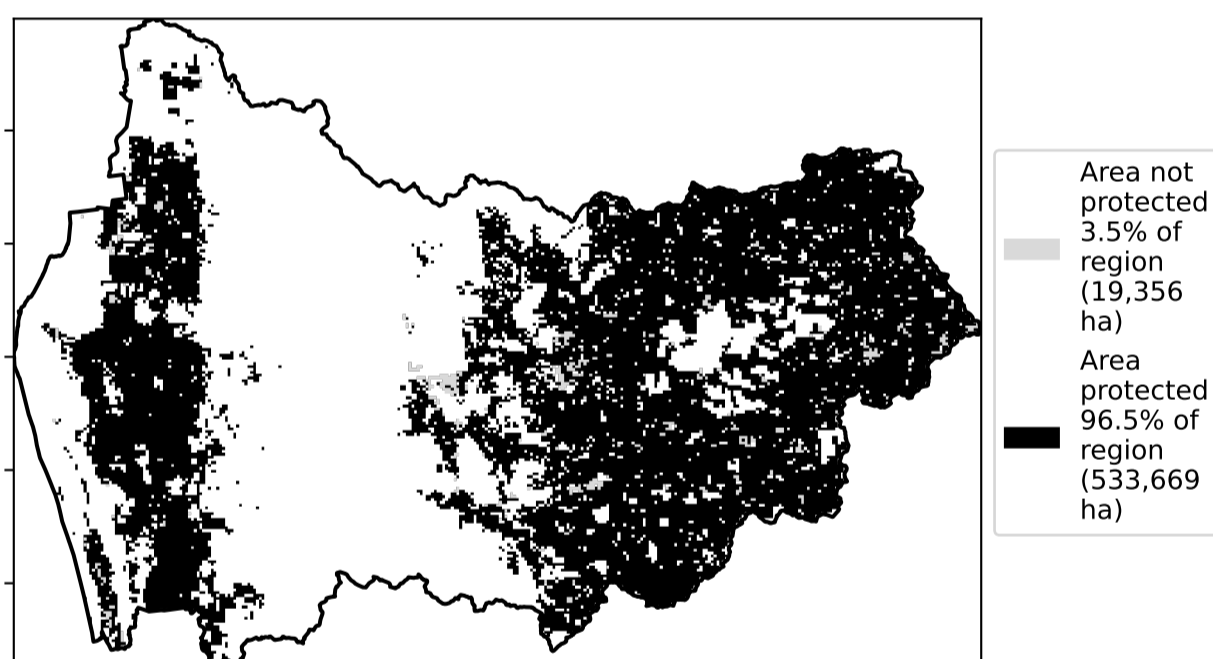 Area not
protected
3.5% of
region
(19,356
ha)
Area
protected
96.5% of
region
(533,669
ha)